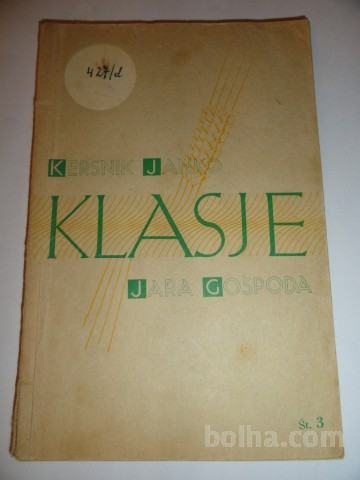 427/d
KERSNIK JANKO
KLASJE
JARA GOSPODA
Št. 3
bolha.com